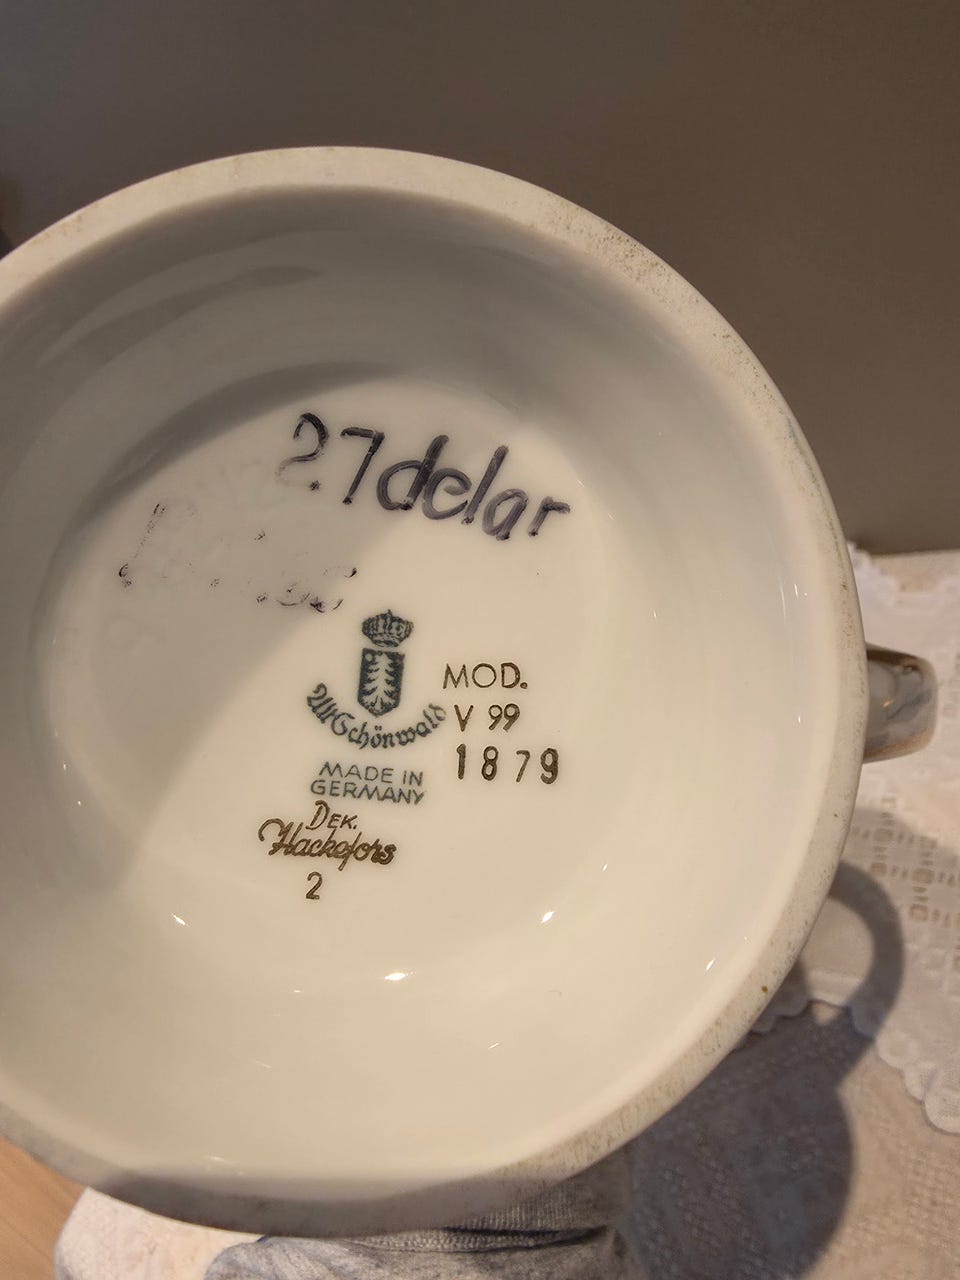 27delar
Alt Schönwald
MADE IN
GERMANY
DEK.
Hackefors
2
MOD.
V 99
1879